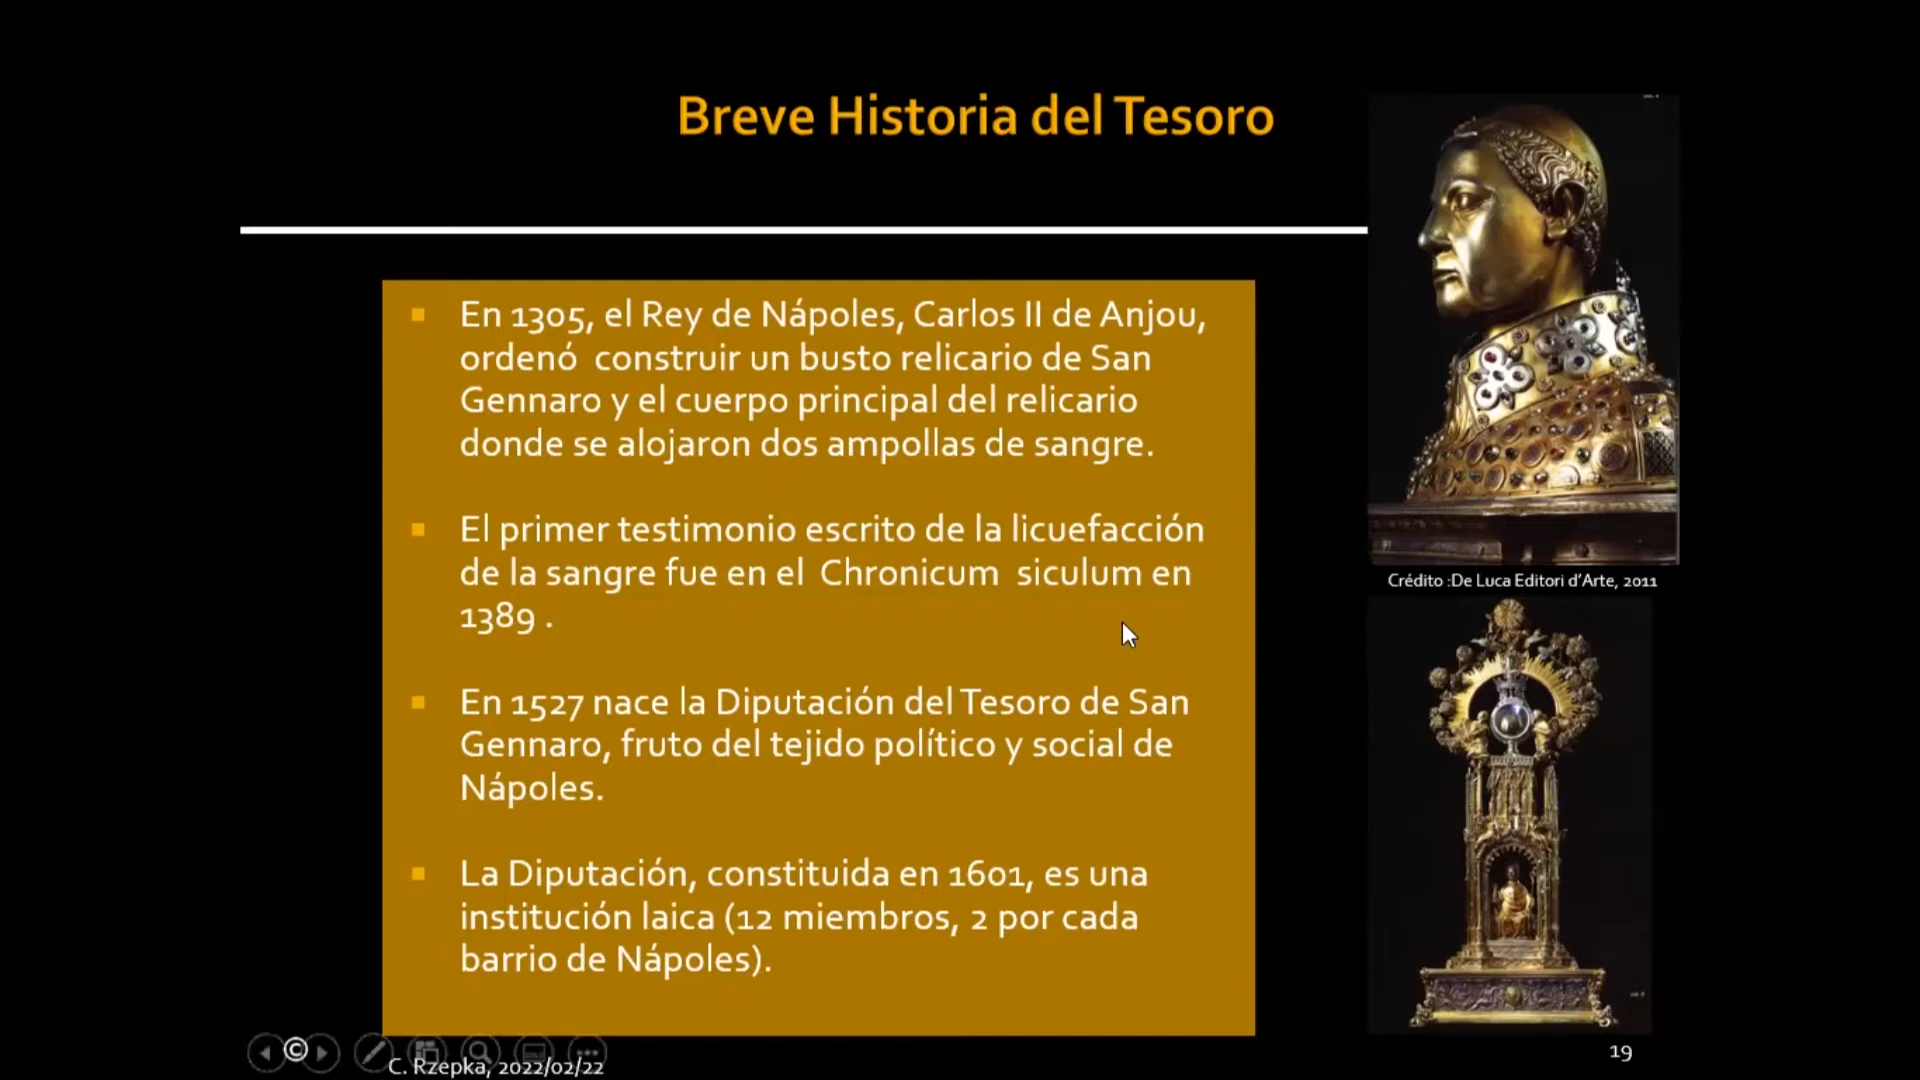 Breve Historia del Tesoro
En 1305, el Rey de Nápoles, Carlos II de Anjou,
ordenó construir un busto relicario de San
Gennaro y el cuerpo principal del relicario
donde se alojaron dos ampollas de sangre.
El primer testimonio escrito de la licuefacción
de la sangre fue en el Chronicum siculum en
1389 .
En 1527 nace la Diputación del Tesoro de San
Gennaro, fruto del tejido político y social de
Nápoles.
La Diputación, constituida en 1601, es una
institución laica (12 miembros, 2 por cada
barrio de Nápoles).
Crédito :De Luca Editori d'Arte, 2011
©
C. Rzepka, 2022/02/22
19